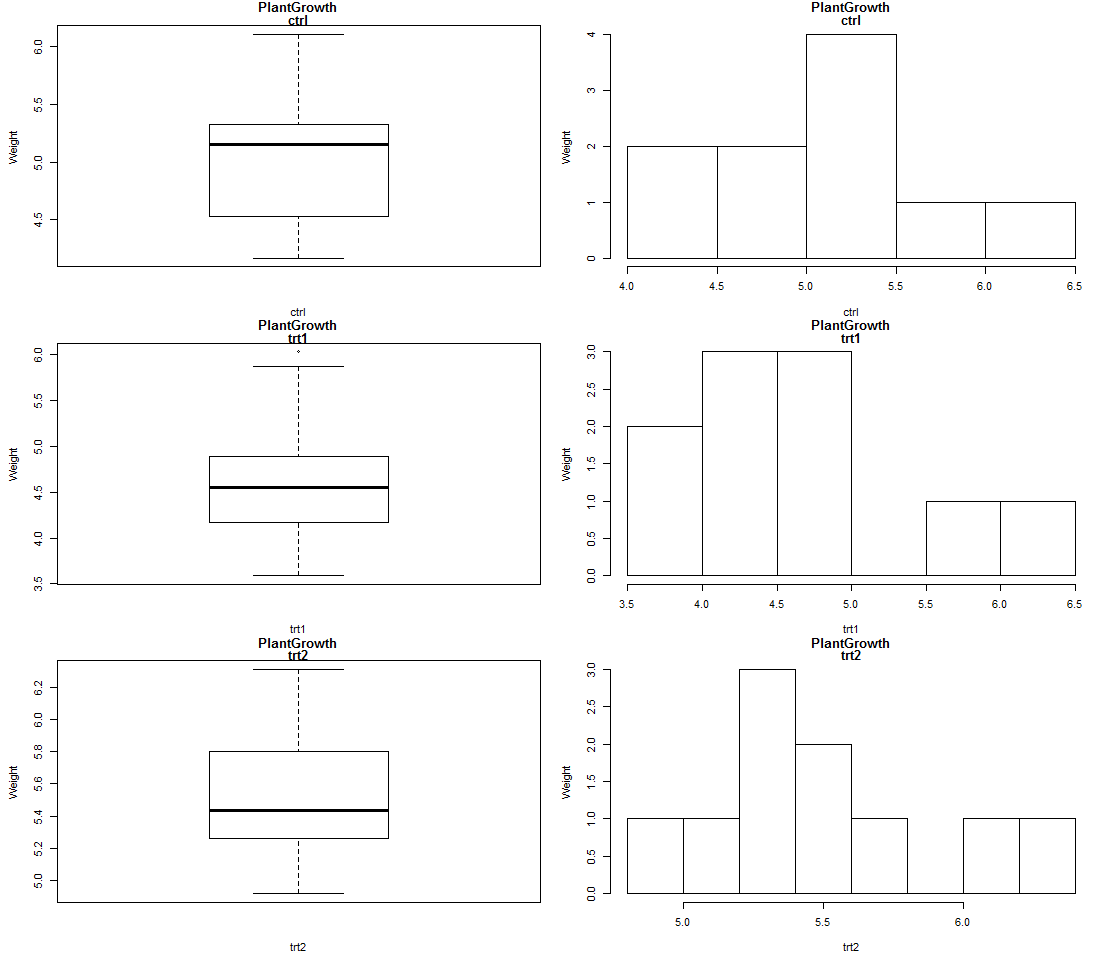 PlantGrowth
ctrl
Weight
6.0
5.5
5.0
4.5
ctrl
PlantGrowth
ctrl
Weight
4
3
2
1
0
4.0 4.5 5.0 5.5 6.0 6.5
ctrl
PlantGrowth
trt1
Weight
6.0
5.5
5.0
4.5
4.0
3.5
trt1
PlantGrowth
trt1
Weight
3.0
2.5
2.0
1.5
1.0
0.5
0.0
3.5 4.0 4.5 5.0 5.5 6.0 6.5
trt1
PlantGrowth
trt2
Weight
6.2
6.0
5.8
5.6
5.4
5.2
5.0
trt2
PlantGrowth
trt2
Weight
3.0
2.5
2.0
1.5
1.0
0.5
0.0
5.0 5.5 6.0
trt2